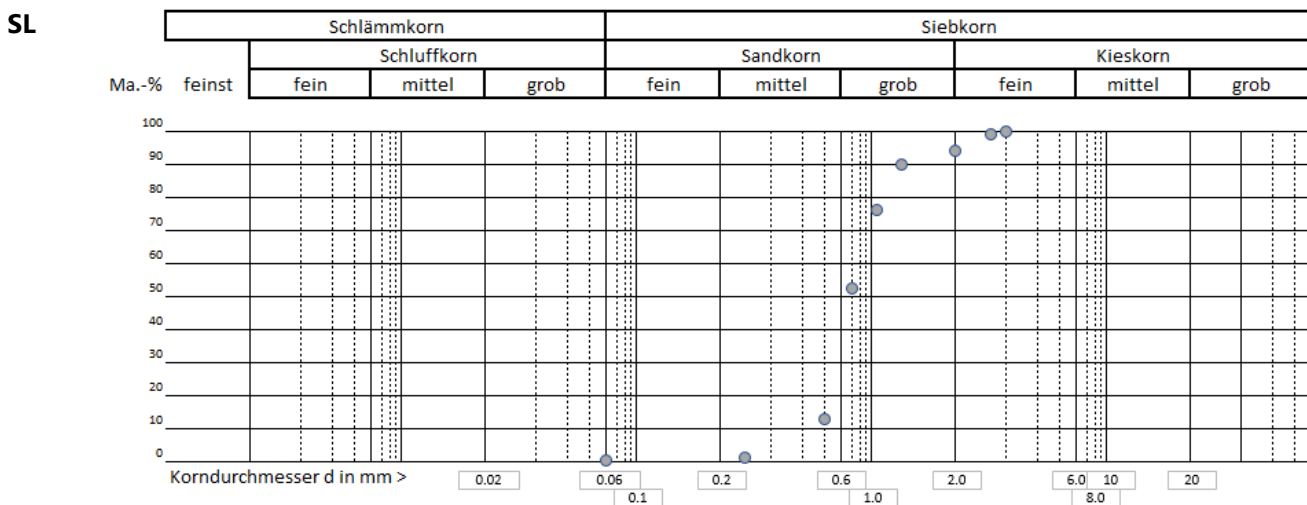 SL
Schlämmkorn Siebkorn
Schluffkorn Sandkorn Kieskorn
Ma.-% feinst fein mittel grob fein mittel grob fein mittel grob
100
90
80
70
60
50
40
30
20
10
0
Korndurchmesser d in mm > 0.02 0.06 0.2 0.6 2.0 6.0 10 20
0.1 1.0 8.0